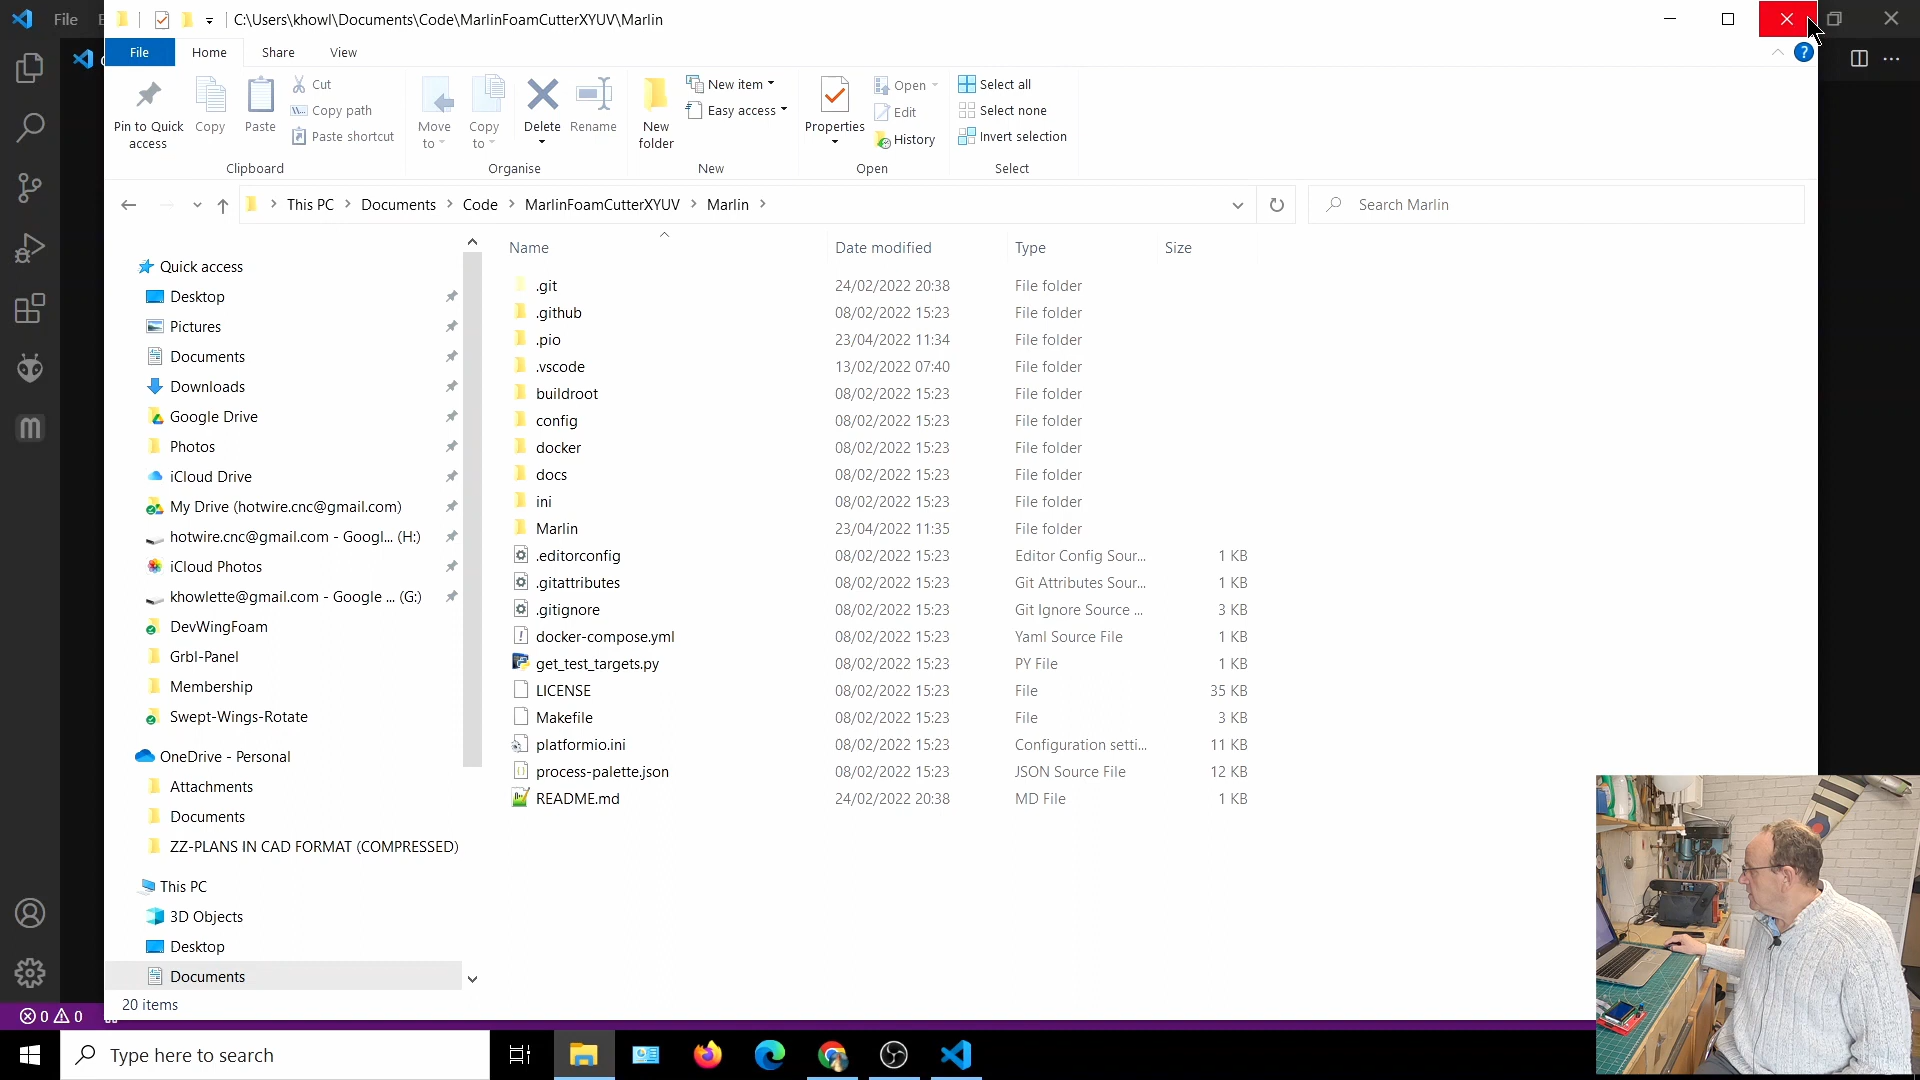 File
C:\Users\khowl\Documents\Code\MarlinFoamCutterXYUV\Marlin
File
Home
Share
View
?
Pin to Quick access
Copy
Paste
Cut
Copy path
Paste shortcut
Clipboard
Move to
Copy to
Delete
Rename
Organise
New folder
New item
Easy access
New
Properties
Open
Edit
History
Open
Select all
Select none
Invert selection
Select
This PC > Documents > Code > MarlinFoamCutterXYUV > Marlin >
Search Marlin
Quick access
Desktop
Pictures
Documents
Downloads
Google Drive
Photos
iCloud Drive
My Drive (hotwire.cnc@gmail.com)
hotwire.cnc@gmail.com - Googl... (H:)
iCloud Photos
khowlette@gmail.com - Google ... (G:)
DevWingFoam
Grbl-Panel
Membership
Swept-Wings-Rotate
OneDrive - Personal
Attachments
Documents
ZZ-PLANS IN CAD FORMAT (COMPRESSED)
This PC
3D Objects
Desktop
Documents
Name Date modified Type Size
.git 24/02/2022 20:38 File folder
.github 08/02/2022 15:23 File folder
.pio 23/04/2022 11:34 File folder
.vscode 13/02/2022 07:40 File folder
buildroot 08/02/2022 15:23 File folder
config 08/02/2022 15:23 File folder
docker 08/02/2022 15:23 File folder
docs 08/02/2022 15:23 File folder
ini 08/02/2022 15:23 File folder
Marlin 23/04/2022 11:35 File folder
.editorconfig 08/02/2022 15:23 Editor Config Sour... 1 KB
.gitattributes 08/02/2022 15:23 Git Attributes Sour... 1 KB
.gitignore 08/02/2022 15:23 Git Ignore Source ... 3 KB
docker-compose.yml 08/02/2022 15:23 Yaml Source File 1 KB
get_test_targets.py 08/02/2022 15:23 PY File 1 KB
LICENSE 08/02/2022 15:23 File 35 KB
Makefile 08/02/2022 15:23 File 3 KB
platformio.ini 08/02/2022 15:23 Configuration setti... 11 KB
process-palette.json 08/02/2022 15:23 JSON Source File 12 KB
README.md 24/02/2022 20:38 MD File 1 KB
20 items
0 0
Type here to search